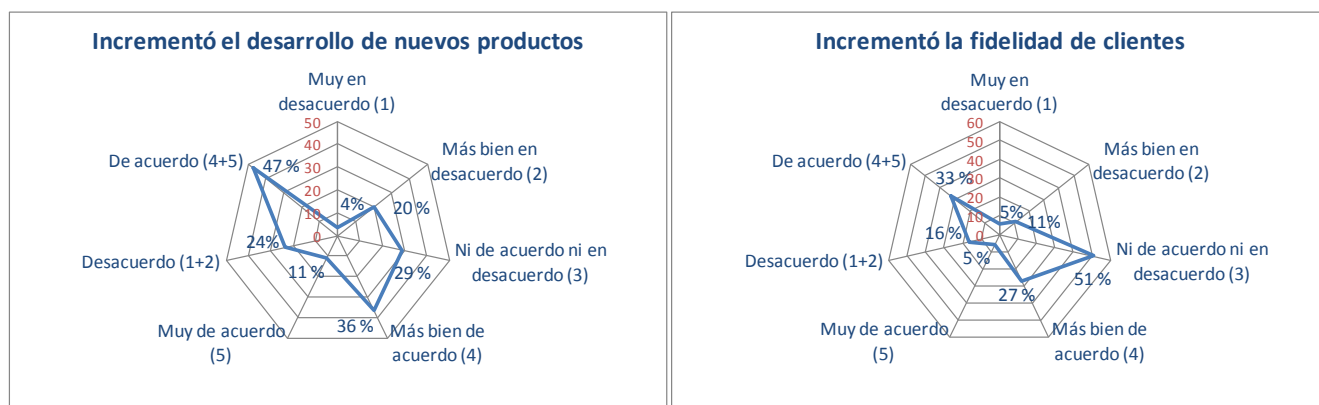 Incrementó el desarrollo de nuevos productos
Muy en
desacuerdo (1)
50
40
30
20
10
0
De acuerdo (4+5)
47 %
Más bien en
desacuerdo (2)
4%
20 %
24%
Desacuerdo (1+2)
Ni de acuerdo ni en
desacuerdo (3)
29 %
11 %
36 %
Muy de acuerdo
(5)
Más bien de
acuerdo (4)
Incrementó la fidelidad de clientes
Muy en
desacuerdo (1)
60
50
40
30
20
10
0
De acuerdo (4+5)
33 %
Más bien en
desacuerdo (2)
5%
11%
16 %
Desacuerdo (1+2)
Ni de acuerdo ni en
desacuerdo (3)
51 %
5 %
27 %
Muy de acuerdo
(5)
Más bien de
acuerdo (4)